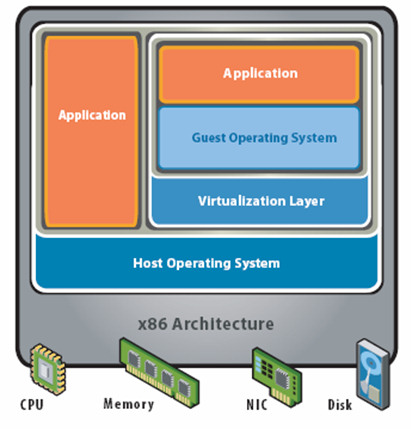 Application
Application
Guest Operating System
Virtualization Layer
Host Operating System
x86 Architecture
CPU
Memory
NIC
Disk